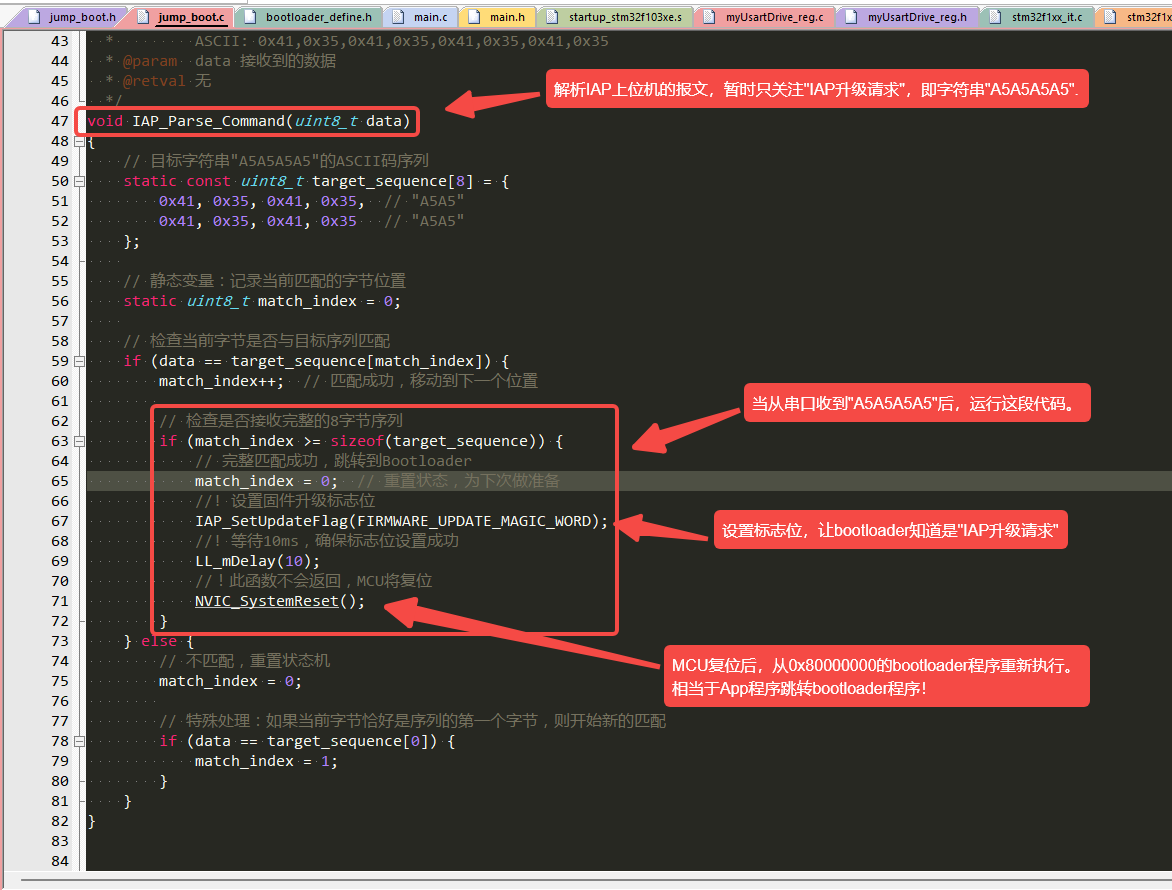 jump_boot.h jump_boot.c bootloader_define.h main.c main.h startup_stm32f103xe.s myUsartDrive_reg.c myUsartDrive_reg.h stm32f1xx_it.c stm32f1x
43 * ASCII: 0x41,0x35,0x41,0x35,0x41,0x35,0x41,0x35
44 * @param data 接收到的数据
45 * @retval 无
46 */
解析IAP上位机的报文，暂时只关注"IAP升级请求"，即字符串"A5A5A5A5".
47 void IAP_Parse_Command(uint8_t data)
48 {
49 // 目标字符串"A5A5A5A5"的ASCII码序列
50 static const uint8_t target_sequence[8] = {
51 0x41, 0x35, 0x41, 0x35, // "A5A5"
52 0x41, 0x35, 0x41, 0x35 // "A5A5"
53 };
54
55 // 静态变量：记录当前匹配的字节位置
56 static uint8_t match_index = 0;
57
58 // 检查当前字节是否与目标序列匹配
59 if (data == target_sequence[match_index]) {
60 match_index++; // 匹配成功，移动到下一个位置
61
当从串口收到"A5A5A5A5"后，运行这段代码。
62 // 检查是否接收完整的8字节序列
63 if (match_index >= sizeof(target_sequence)) {
64 // 完整匹配成功，跳转到Bootloader
65 match_index = 0; // 重置状态，为下次做准备
66 //! 设置固件升级标志位
67 IAP_SetUpdateFlag(FIRMWARE_UPDATE_MAGIC_WORD);
设置标志位，让bootloader知道是"IAP升级请求"
68 //! 等待10ms，确保标志位设置成功
69 LL_mDelay(10);
70 //！此函数不会返回，MCU将复位
71 NVIC_SystemReset();
72 }
73 } else {
74 // 不匹配，重置状态机
MCU复位后，从0x80000000的bootloader程序重新执行。
相当于App程序跳转bootloader程序！
75 match_index = 0;
76
77 // 特殊处理：如果当前字节恰好是序列的第一个字节，则开始新的匹配
78 if (data == target_sequence[0]) {
79 match_index = 1;
80 }
81 }
82 }
83
84